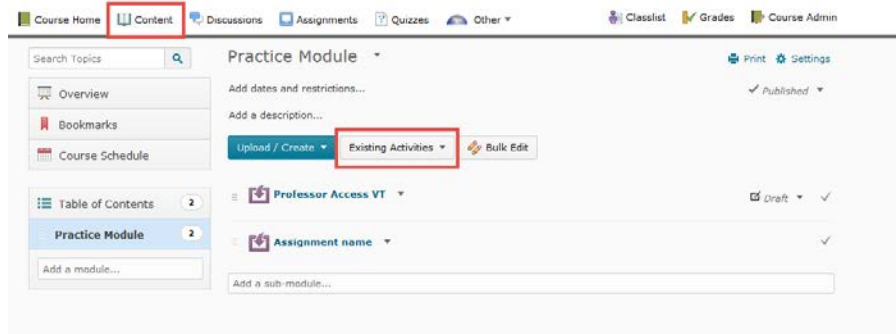 Course Home Content Discussions Assignments Quizzes Other Classlist Grades Course Admin
Search Topics
Practice Module
Print Settings
Overview
Add dates and restrictions...
Published
Bookmarks
Add a description...
Course Schedule
Upload / Create Existing Activities Bulk Edit
Table of Contents 2
Professor Access VT
Draft
Practice Module 2
Assignment name
Add a module...
Add a sub-module...